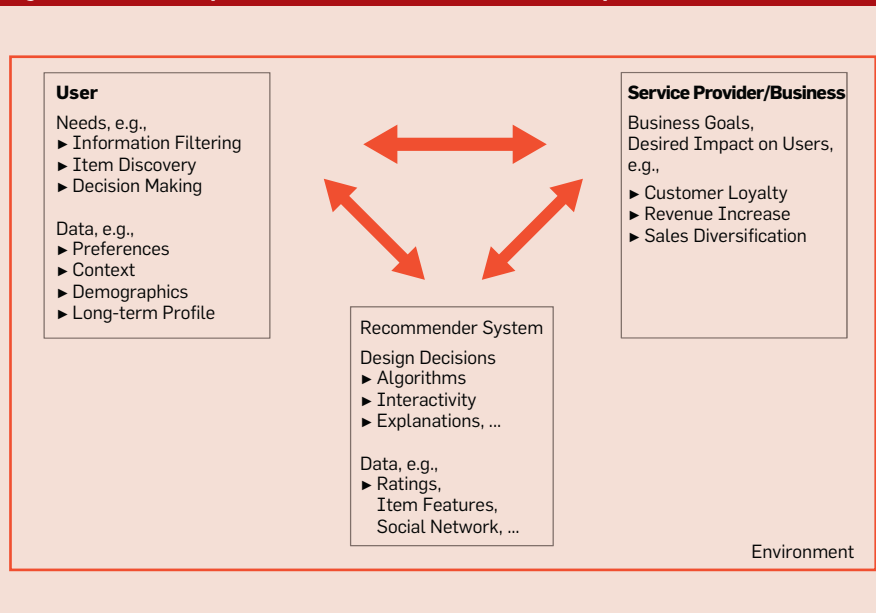 User
Needs, e.g.,
► Information Filtering
► Item Discovery
► Decision Making
Data, e.g.,
► Preferences
► Context
► Demographics
► Long-term Profile
Service Provider/Business
Business Goals,
Desired Impact on Users,
e.g.,
► Customer Loyalty
► Revenue Increase
► Sales Diversification
Recommender System
Design Decisions
► Algorithms
► Interactivity
► Explanations, ...
Data, e.g.,
► Ratings,
Item Features,
Social Network, ...
Environment